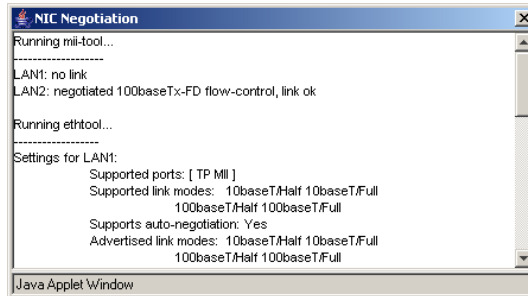 NIC Negotiation
Running mii-tool...
-------------------
LAN1: no link
LAN2: negotiated 100baseTx-FD flow-control, link ok
Running ethtool...
------------------
Settings for LAN1:
Supported ports: [ TP MII ]
Supported link modes: 10baseT/Half 10baseT/Full
100baseT/Half 100baseT/Full
Supports auto-negotiation: Yes
Advertised link modes: 10baseT/Half 10baseT/Full
100baseT/Half 100baseT/Full
Java Applet Window